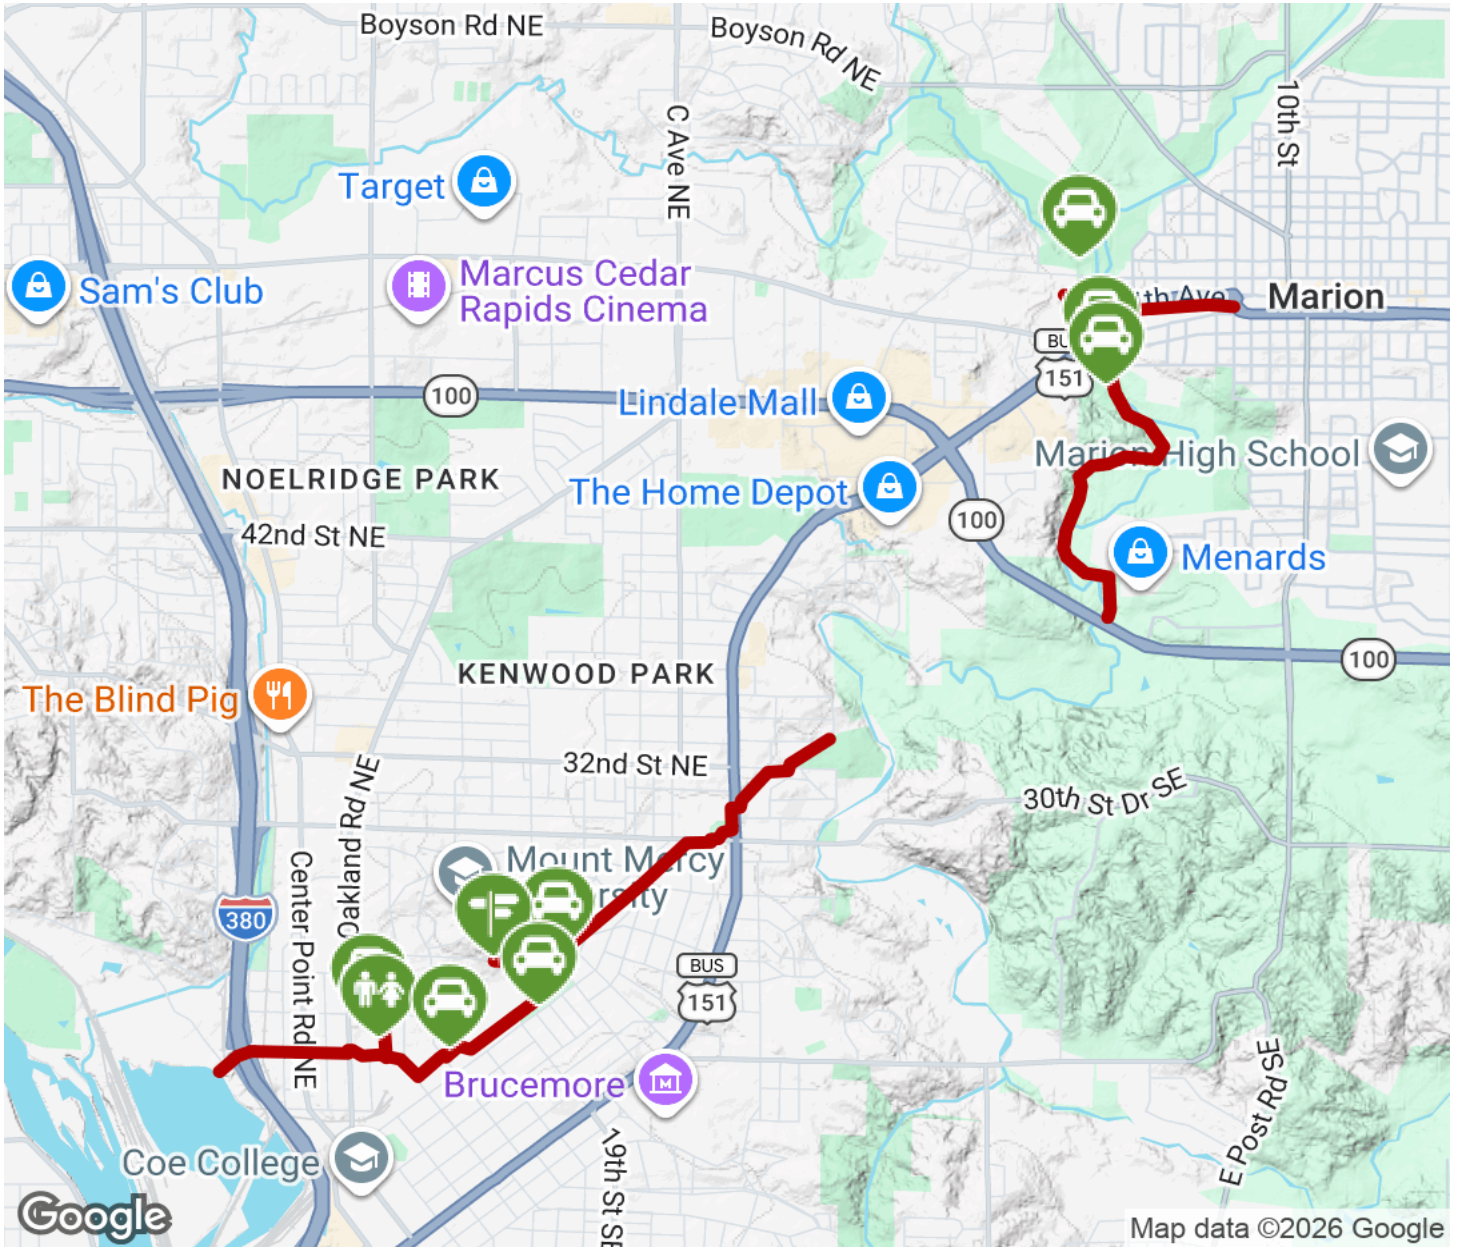 Boyson Rd NE
Boyson Rd NE
C Ave NE
10th St
Target
Sam's Club
Marcus Cedar
Rapids Cinema
Marion
BU
151
100
Lindale Mall
Marion High School
NOELRIDGE PARK
The Home Depot
100
42nd St NE
Menards
KENWOOD PARK
100
The Blind Pig
32nd St NE
30th St Dr SE
Oakland Rd NE
Center Point Rd NE
Mount Mercy
380
BUS
151
Brucemore
E Post Rd SE
Coe College
19th St SE
Google
Map data ©2026 Google